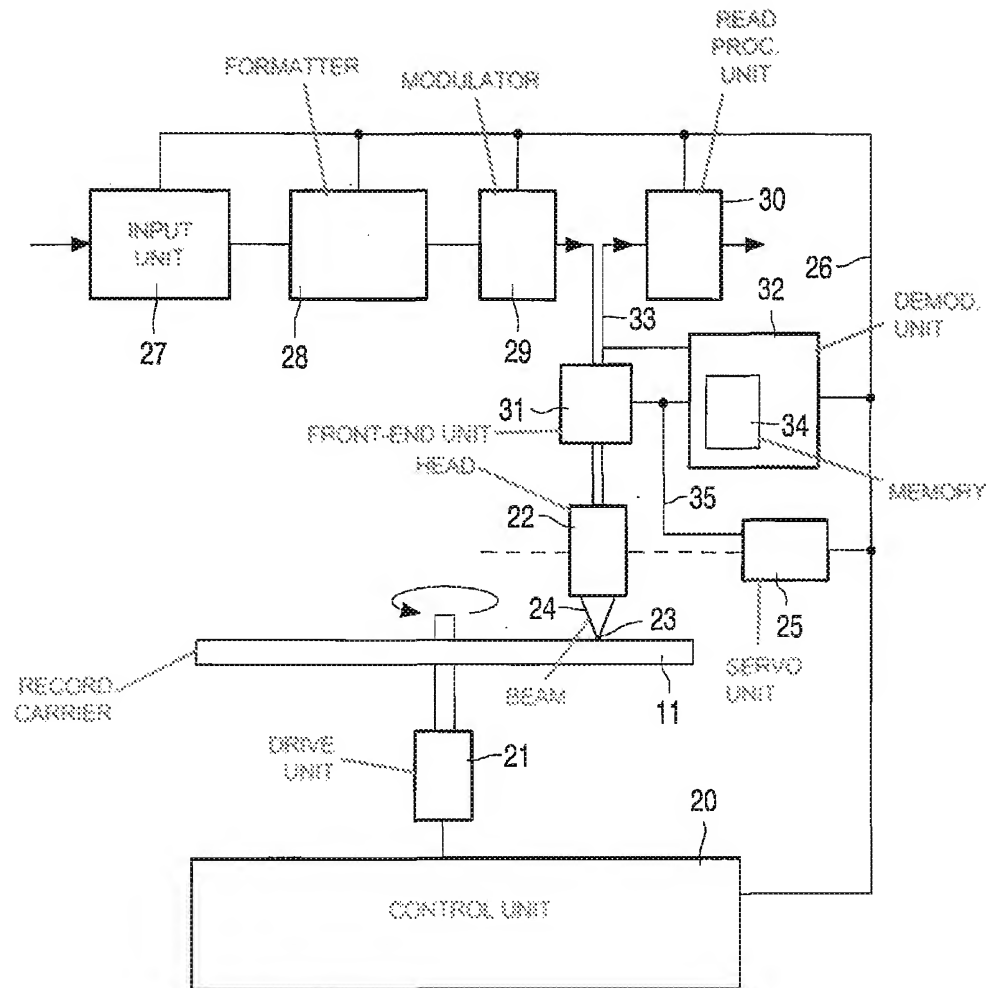 READ
PROC.
UNIT
FORMATTER
MODULATOR
30
26
INPUT
UNIT
32
DEMOD.
UNIT
33
27
28
29
31
34
FRONT-END UNIT
HEAD
MEMORY
35
22
24
23
25
RECORD
CARRIER
BEAM
11
SERVO
UNIT
DRIVE
UNIT
21
20
CONTROL UNIT